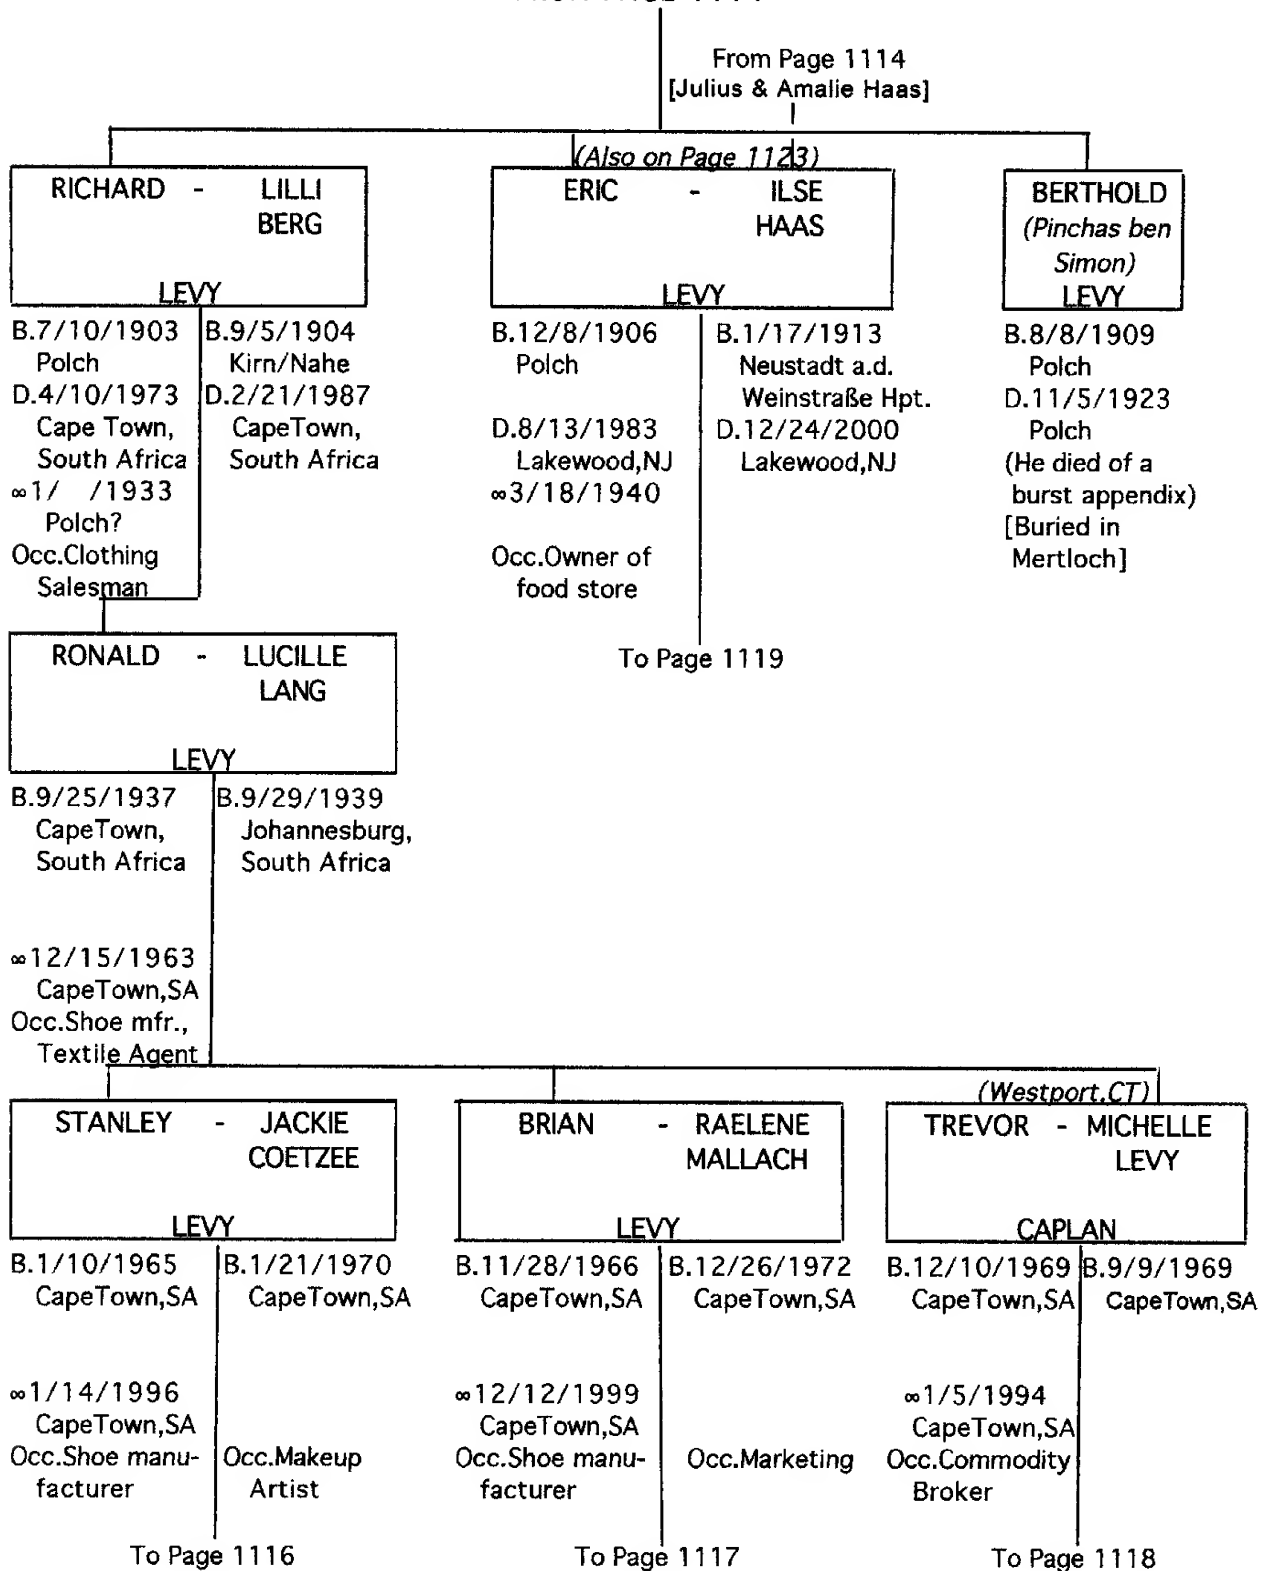 From Page 1114
[Julius & Amalie Haas]
(Also on Page 1123)
RICHARD - LILLI
BERG
LEVY
B.7/10/1903
Polch
D.4/10/1973
Cape Town,
South Africa
∞1/ /1933
Polch?
Occ.Clothing
Salesman
B.9/5/1904
Kirn/Nahe
D.2/21/1987
CapeTown,
South Africa
ERIC - ILSE
HAAS
LEVY
B.12/8/1906
Polch
D.8/13/1983
Lakewood,NJ
∞3/18/1940
Occ.Owner of
food store
B.1/17/1913
Neustadt a.d.
Weinstraße Hpt.
D.12/24/2000
Lakewood,NJ
To Page 1119
BERTHOLD
(Pinchas ben
Simon)
LEVY
B.8/8/1909
Polch
D.11/5/1923
Polch
(He died of a
burst appendix)
[Buried in
Mertloch]
RONALD - LUCILLE
LANG
LEVY
B.9/25/1937
CapeTown,
South Africa
∞12/15/1963
CapeTown,SA
Occ.Shoe mfr.,
Textile Agent
B.9/29/1939
Johannesburg,
South Africa
STANLEY - JACKIE
COETZEE
LEVY
B.1/10/1965
CapeTown,SA
∞1/14/1996
CapeTown,SA
Occ.Shoe manu-
facturer
B.1/21/1970
CapeTown,SA
Occ.Makeup
Artist
To Page 1116
BRIAN - RAELENE
MALLACH
LEVY
B.11/28/1966
CapeTown,SA
∞12/12/1999
CapeTown,SA
Occ.Shoe manu-
facturer
B.12/26/1972
CapeTown,SA
Occ.Marketing
To Page 1117
(Westport,CT)
TREVOR - MICHELLE
LEVY
CAPLAN
B.12/10/1969
CapeTown,SA
∞1/5/1994
CapeTown,SA
Occ.Commodity
Broker
B.9/9/1969
CapeTown,SA
To Page 1118